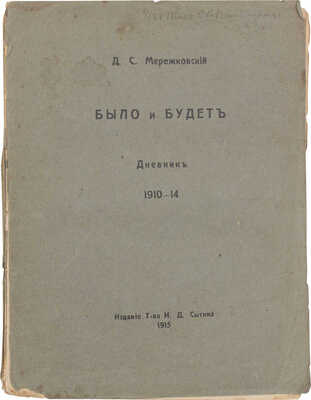 Д. С. Мережковскій
БЫЛО и БУДЕТЪ
Дневникъ
1910—14
Изданіе Т-ва И. Д. Сытина
1915